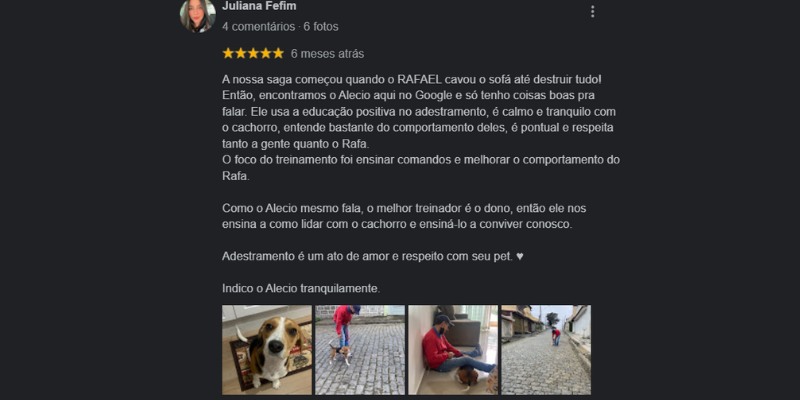 Juliana Fefim
4 comentários · 6 fotos
6 meses atrás
A nossa saga começou quando o RAFAEL cavou o sofá até destruir tudo!
Então, encontramos o Alecio aqui no Google e só tenho coisas boas pra
falar. Ele usa a educação positiva no adestramento, é calmo e tranquilo com
o cachorro, entende bastante do comportamento deles, é pontual e respeita
tanto a gente quanto o Rafa.
O foco do treinamento foi ensinar comandos e melhorar o comportamento do
Rafa.
Como o Alecio mesmo fala, o melhor treinador é o dono, então ele nos
ensina a como lidar com o cachorro e ensiná-lo a conviver conosco.
Adestramento é um ato de amor e respeito com seu pet. ♥
Indico o Alecio tranquilamente.